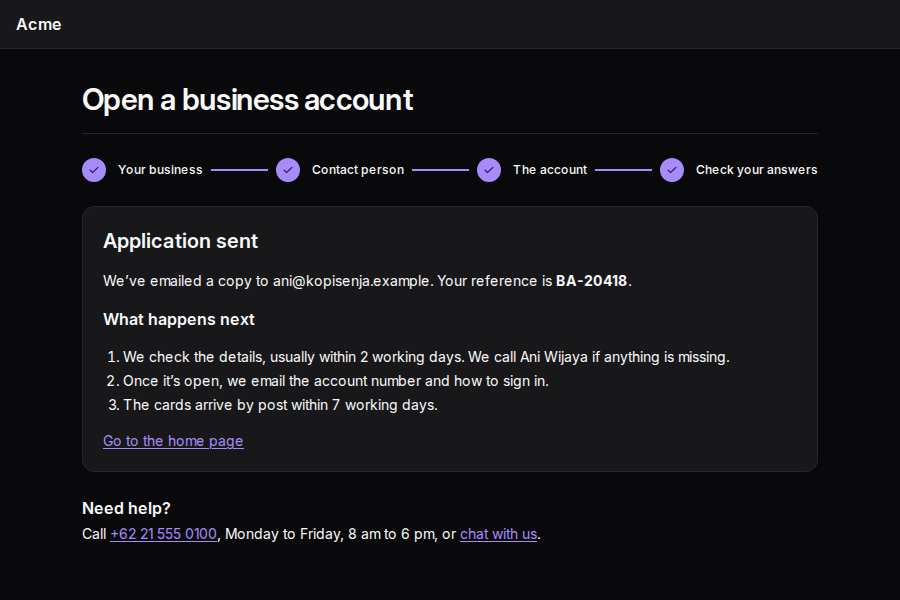 Acme
Open a business account
Your business
Contact person
The account
Check your answers
Application sent
We’ve emailed a copy to ani@kopisenja.example. Your reference is BA-20418.
What happens next
1. We check the details, usually within 2 working days. We call Ani Wijaya if anything is missing.
2. Once it’s open, we email the account number and how to sign in.
3. The cards arrive by post within 7 working days.
Go to the home page
Need help?
Call +62 21 555 0100, Monday to Friday, 8 am to 6 pm, or chat with us.